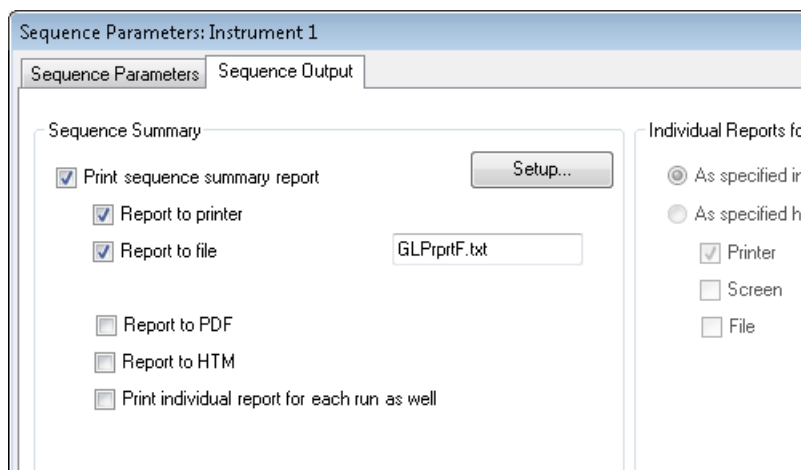 Sequence Parameters: Instrument 1
Sequence Parameters
Sequence Output
Sequence Summary
Print sequence summary report
Setup...
Report to printer
Report to file
GLPrprtF.txt
Report to PDF
Report to HTM
Print individual report for each run as well
Individual Reports
As specified
As specified
Printer
Screen
File